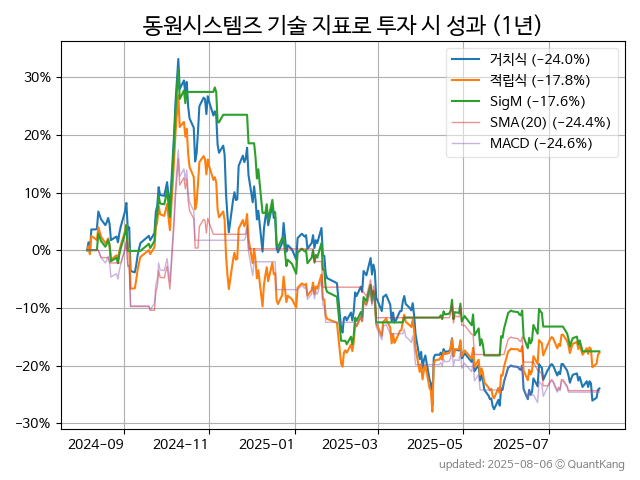 동원시스템즈 기술 지표로 투자 시 성과 (1년)
거치식 (−24.0%)
적립식 (−17.8%)
SigM (−17.6%)
SMA(20) (−24.4%)
MACD (−24.6%)
30%
20%
10%
0%
−10%
−20%
−30%
2024−09
2024−11
2025−01
2025−03
2025−05
2025−07
updated: 2025−08−06 © QuantKang